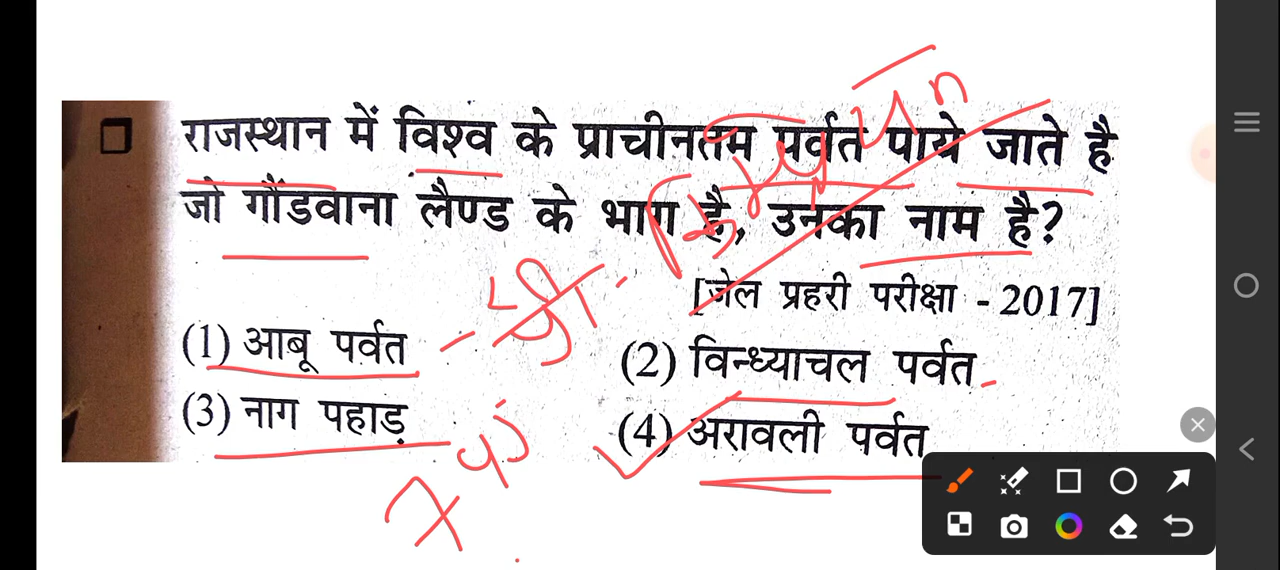 राजस्थान में विश्व के प्राचीनतम पर्वत पाये जाते है
जो गौंडवाना लैण्ड के भाग है, उनका नाम है?
[जेल प्रहरी परीक्षा - 2017]
(1) आबू पर्वत
(2) विन्ध्याचल पर्वत
(3) नाग पहाड़
(4) अरावली पर्वत